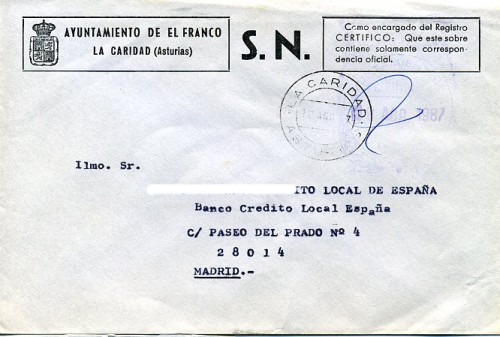 AYUNTAMIENTO DE EL FRANCO
LA CARIDAD (Asturias)
S. N.
Como encargado del Registro
CERTIFICO: Que este sobre
contiene solamente correspon-
dencia oficial.
LA CARIDAD
1987
Ilmo. Sr.
ITO LOCAL DE ESPAÑA
Banco Credito Local España
C/ PASEO DEL PRADO Nº 4
28014
MADRID.-